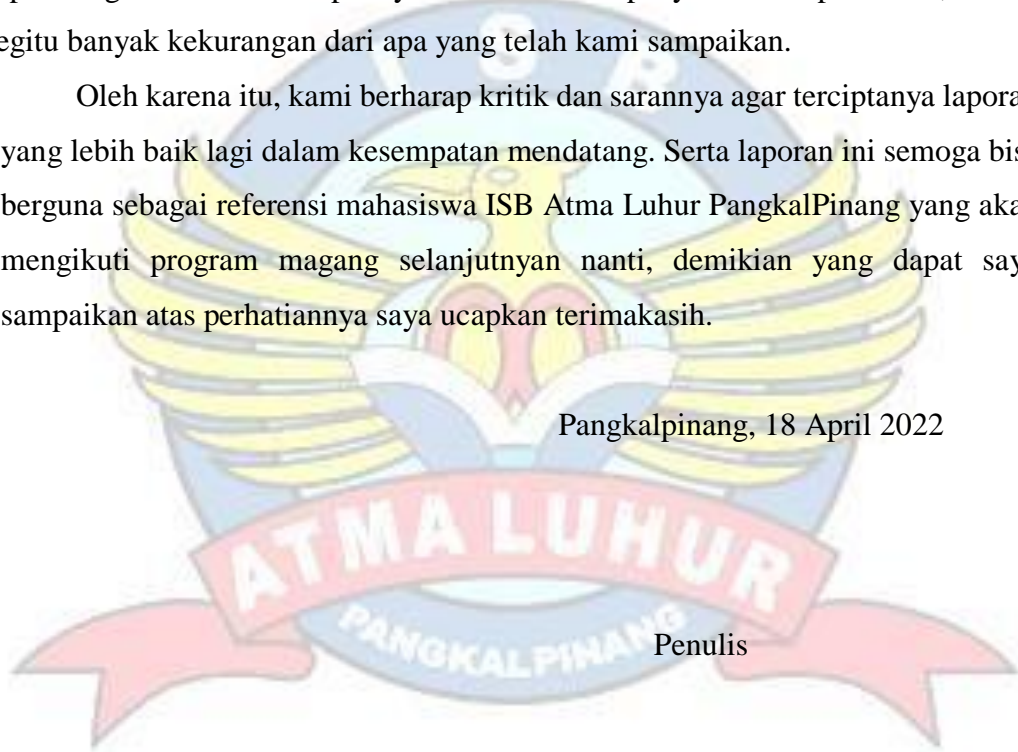 egitu banyak kekurangan dari apa yang telah kami sampaikan.
Oleh karena itu, kami berharap kritik dan sarannya agar terciptanya lapora
yang lebih baik lagi dalam kesempatan mendatang. Serta laporan ini semoga bis
berguna sebagai referensi mahasiswa ISB Atma Luhur PangkalPinang yang aka
mengikuti program magang selanjutnyan nanti, demikian yang dapat say
sampaikan atas perhatiannya saya ucapkan terimakasih.
Pangkalpinang, 18 April 2022
Penulis
I S B
ATMA LUHUR
PANGKALPINANG